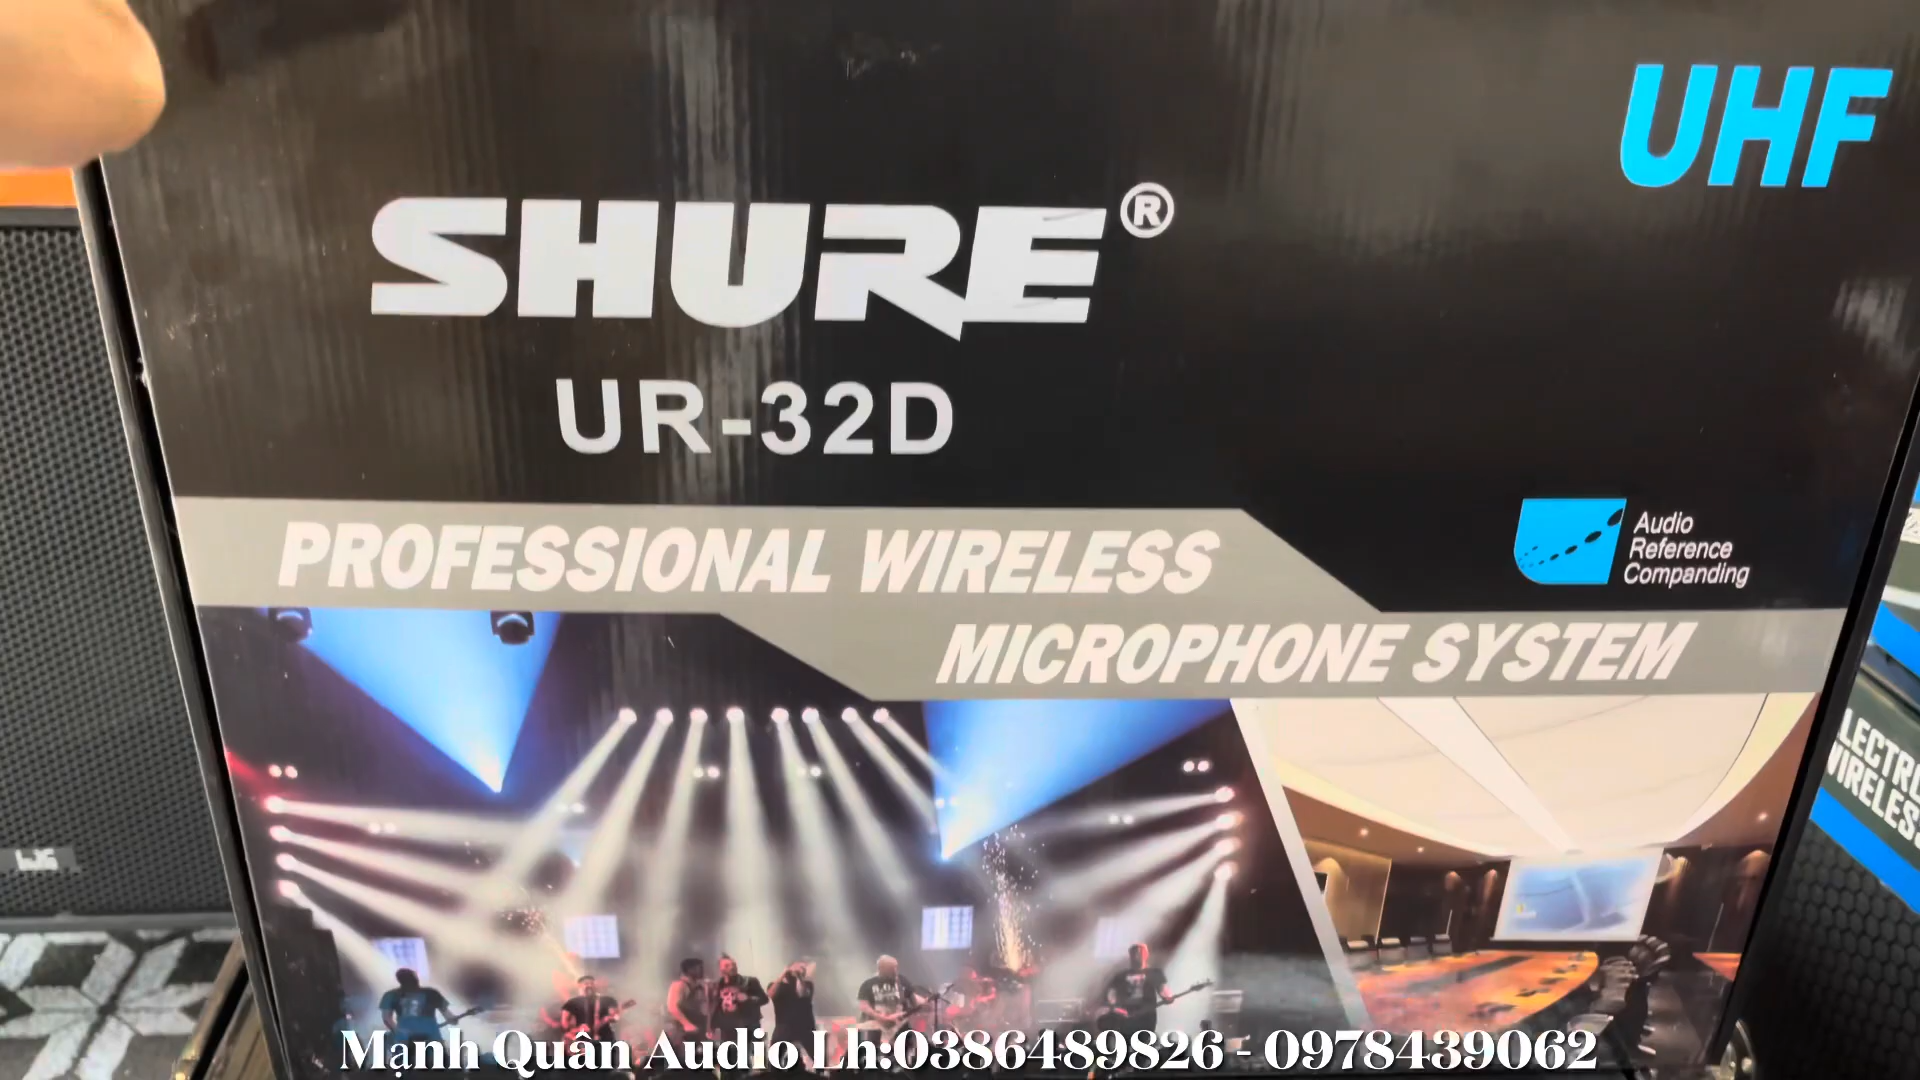 UHF
SHURE®
UR-32D
PROFESSIONAL WIRELESS
MICROPHONE SYSTEM
Audio
Reference
Companding
Mạnh Quân Audio Lh:0386489826 - 0978439062